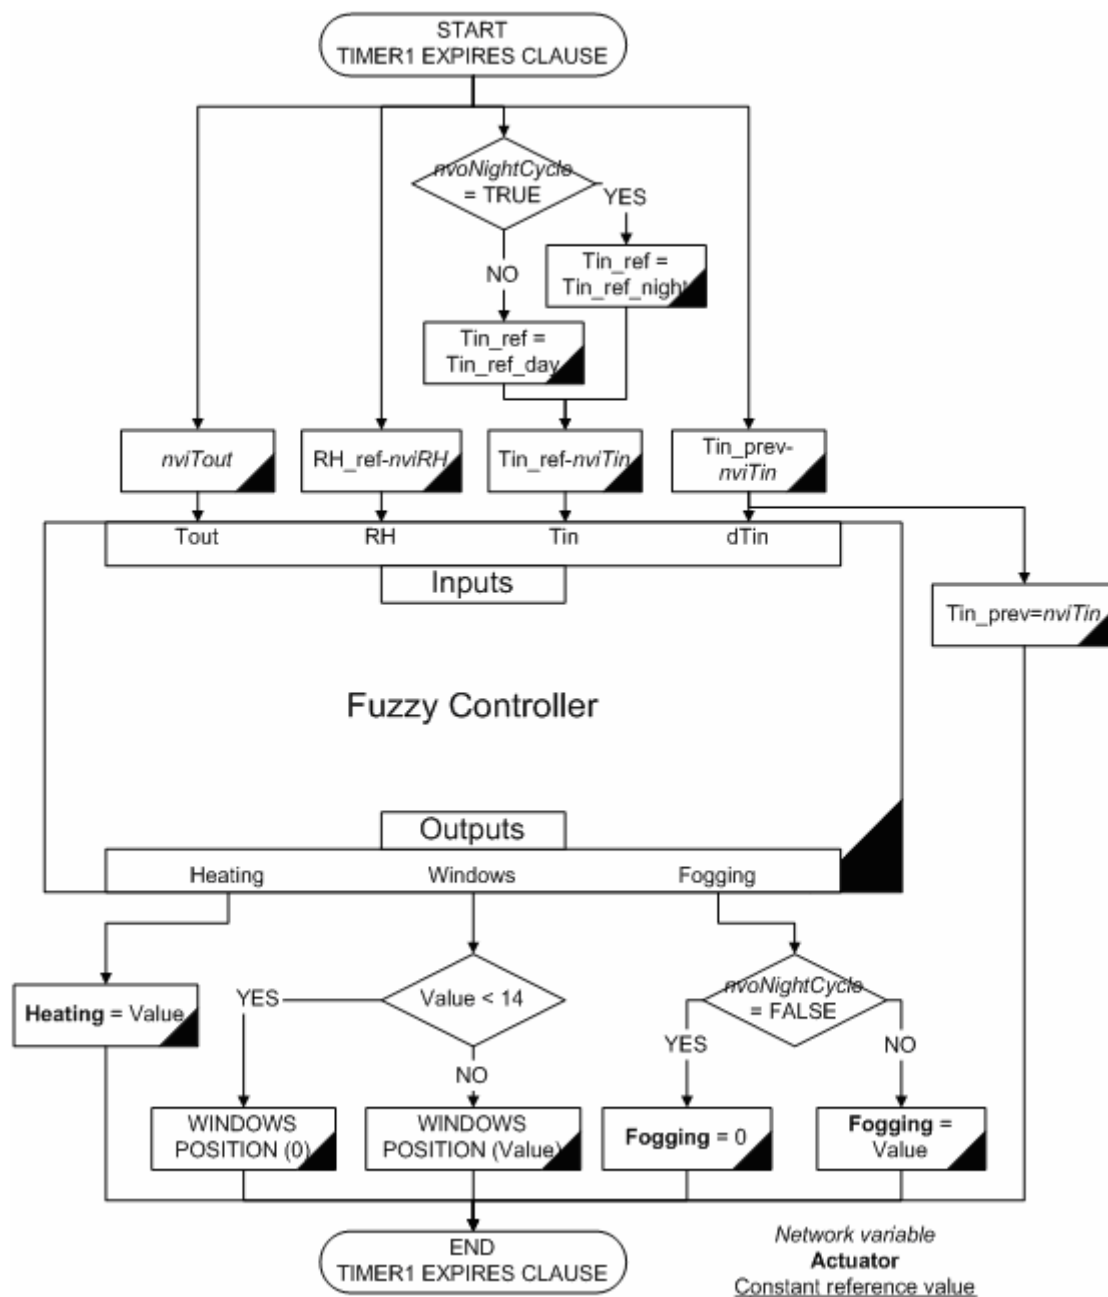 START
TIMER1 EXPIRES CLAUSE
nvoNightCycle
= TRUE
YES
NO
Tin_ref =
Tin_ref_night
Tin_ref =
Tin_ref_day
nviTout
RH_ref-nviRH
Tin_ref-nviTin
Tin_prev-
nviTin
Tout
RH
Tin
dTin
Inputs
Tin_prev=nviTin
Fuzzy Controller
Outputs
Heating
Windows
Fogging
Heating = Value
YES
Value < 14
NO
nvoNightCycle
= FALSE
YES
NO
WINDOWS
POSITION (0)
WINDOWS
POSITION (Value)
Fogging = 0
Fogging =
Value
END
TIMER1 EXPIRES CLAUSE
Network variable
Actuator
Constant reference value